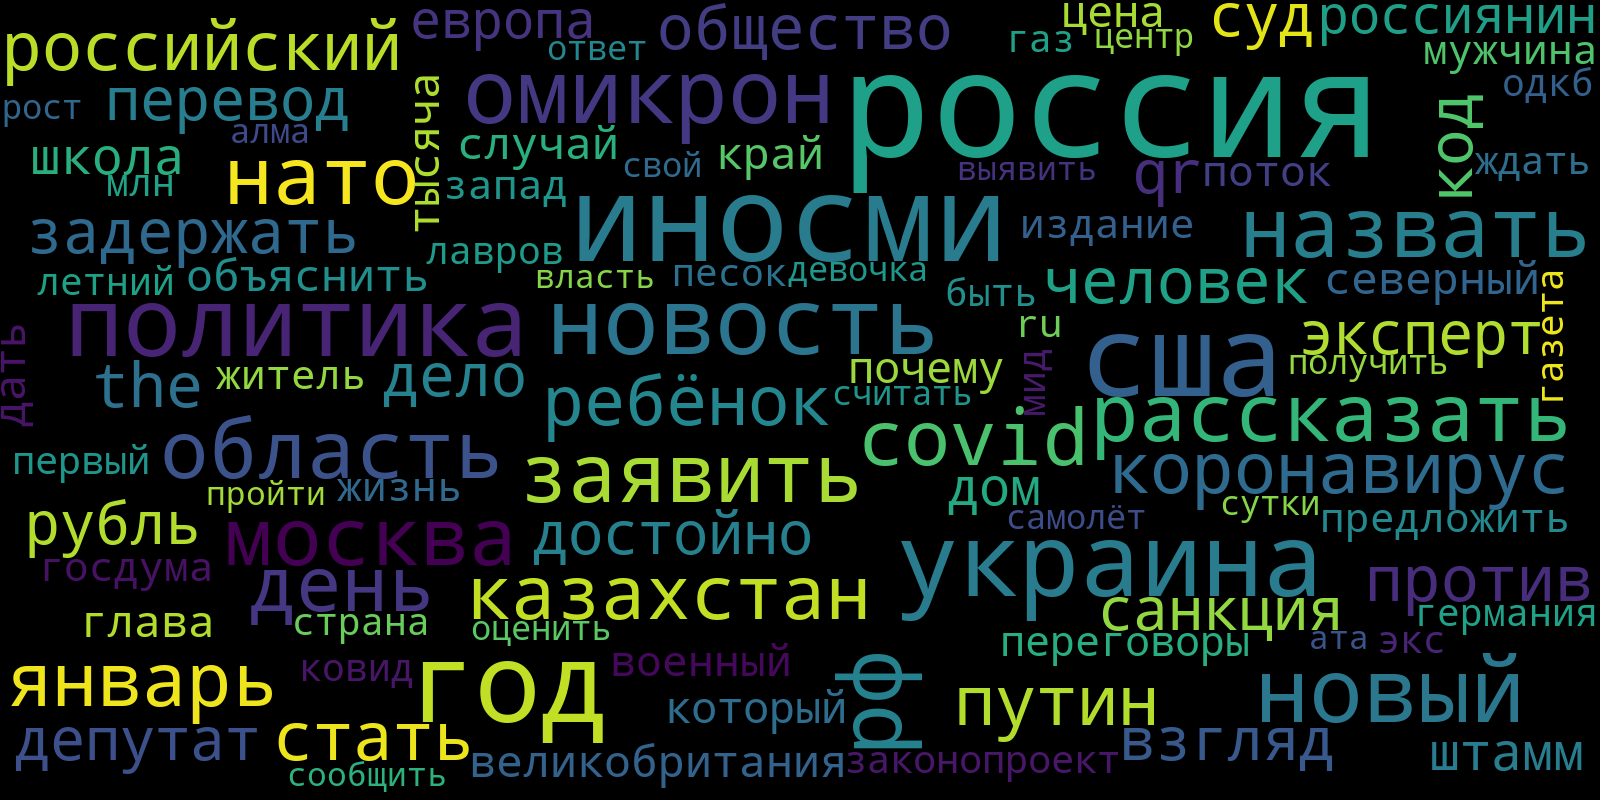 российский
европа
ответ
общество
газ
цена
центр
суд
россиянин
мужчина
рост
перевод
алма
тысяча
омикрон
россия
код
одкб
школа
млн
нато
случай
запад
свой
край
выявить
qr
поток
ждать
задержать
лавров
иносми
издание
назвать
летний
объяснить
власть
песок
девочка
быть
человек
северный
газета
политика
новость
ru
сша
эксперт
дать
the
житель
дело
ребёнок
почему
считать
мид
получить
рассказать
первый
область
пройти
жизнь
заявить
covid
дом
коронавирус
рубль
москва
достойно
самолёт
сутки
предложить
госдума
день
казахстан
украина
против
глава
страна
оценить
санкция
германия
переговоры
ата
экс
январь
ковид
год
военный
рф
путин
новый
депутат
стать
который
взгляд
штамм
сообщить
великобритания
законопроект